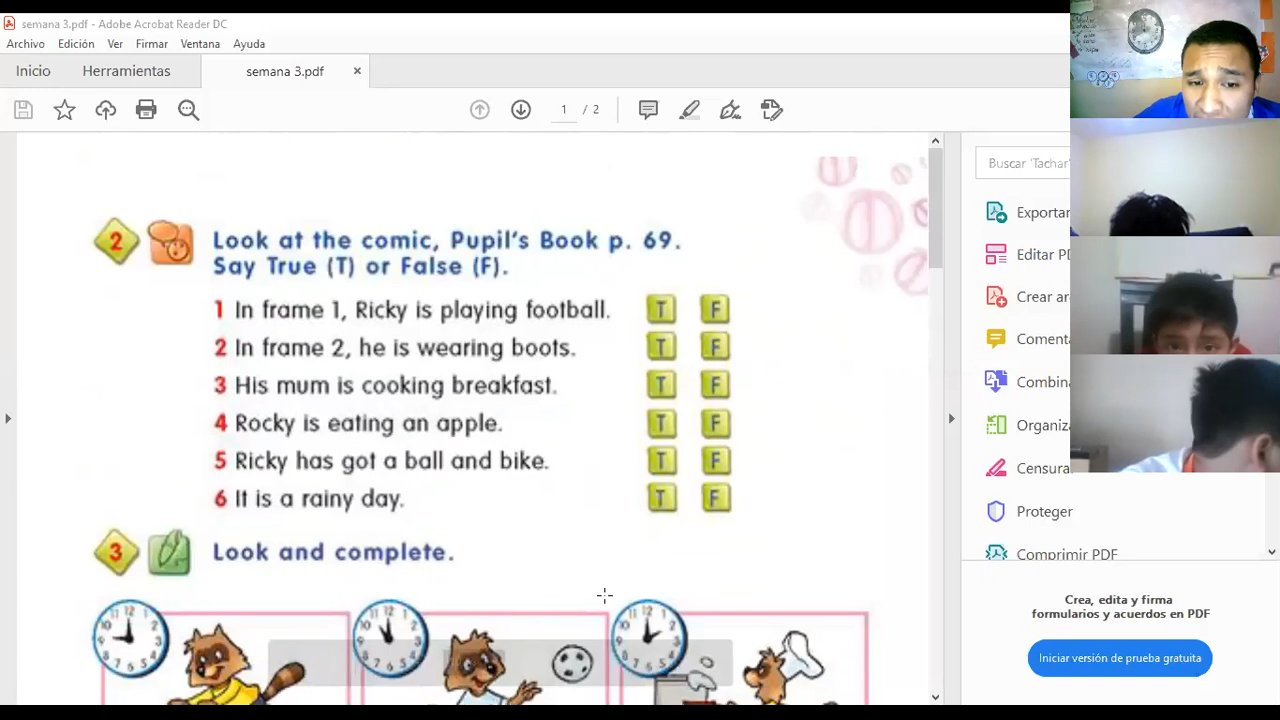 semana 3.pdf - Adobe Acrobat Reader DC
Archivo Edición Ver Firmar Ventana Ayuda
Inicio Herramientas semana 3.pdf ×
1 / 2
Buscar 'Tachar'
Exportar
Editar PD
Crear ar
Comenta
Combina
Organiza
Censura
Proteger
Comprimir PDF
Crea, edita y firma
formularios y acuerdos en PDF
Iniciar versión de prueba gratuita
2 Look at the comic, Pupil's Book p. 69.
Say True (T) or False (F).
1 In frame 1, Ricky is playing football. T F
2 In frame 2, he is wearing boots. T F
3 His mum is cooking breakfast. T F
4 Rocky is eating an apple. T F
5 Ricky has got a ball and bike. T F
6 It is a rainy day. T F
3 Look and complete.